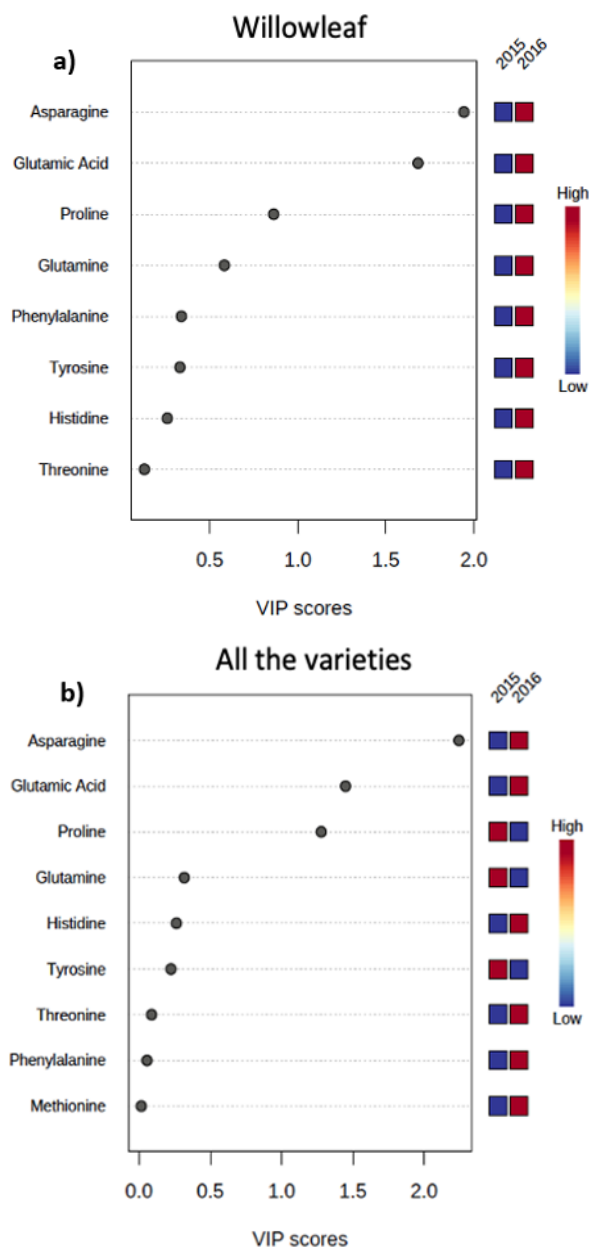 Willowleaf
a)
2015
2016
Asparagine
Glutamic Acid
Proline
Glutamine
Phenylalanine
Tyrosine
Histidine
Threonine
High
Low
0.5 1.0 1.5 2.0
VIP scores
All the varieties
b)
2015
2016
Asparagine
Glutamic Acid
Proline
Glutamine
Histidine
Tyrosine
Threonine
Phenylalanine
Methionine
High
Low
0.0 0.5 1.0 1.5 2.0
VIP scores